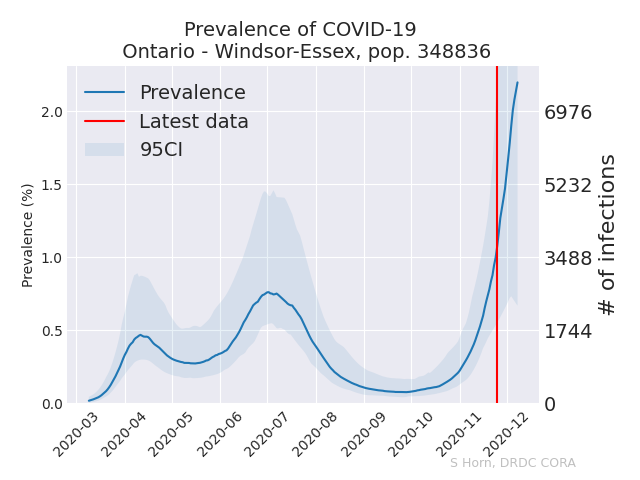 Prevalence of COVID-19
Ontario - Windsor-Essex, pop. 348836
Prevalence
Latest data
95CI
Prevalence (%)
2.0
1.5
1.0
0.5
0.0
6976
5232
3488
1744
0
# of infections
2020-03
2020-04
2020-05
2020-06
2020-07
2020-08
2020-09
2020-10
2020-11
2020-12
S Horn, DRDC CORA